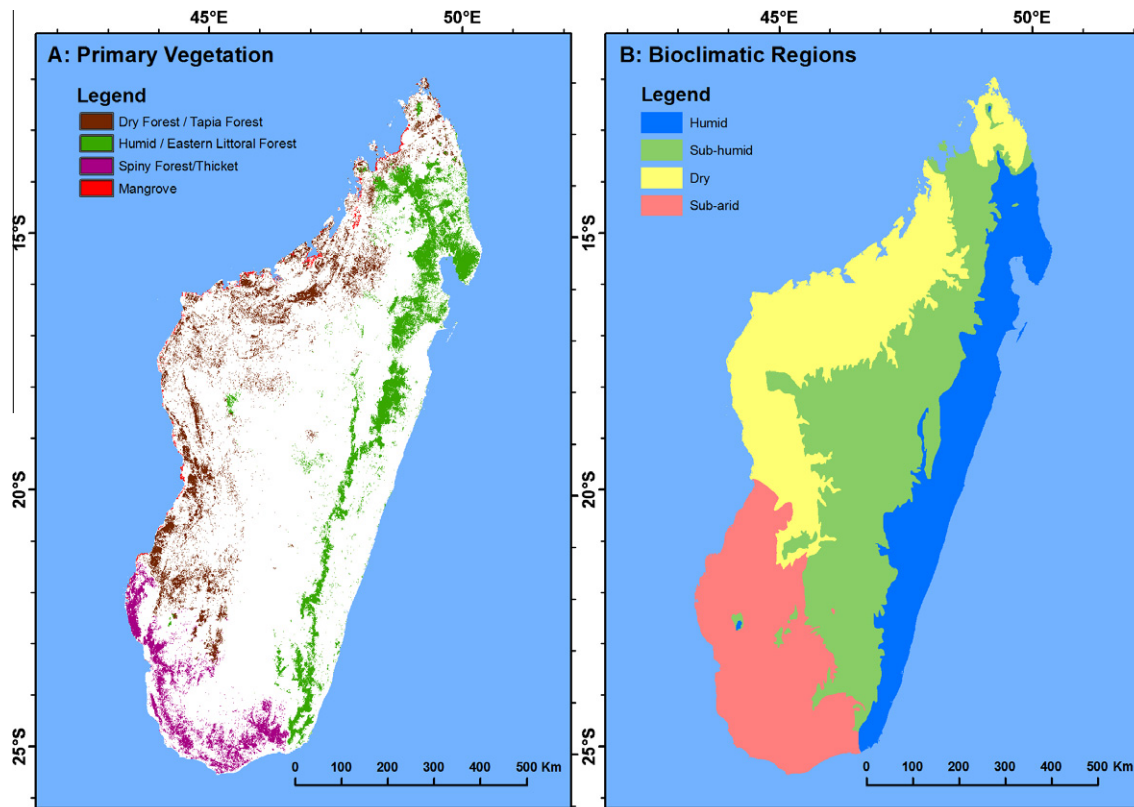 45°E 50°E
A: Primary Vegetation
Legend
Dry Forest / Tapia Forest
Humid / Eastern Littoral Forest
Spiny Forest/Thicket
Mangrove
15°S
20°S
25°S
0 100 200 300 400 500 Km
45°E 50°E
B: Bioclimatic Regions
Legend
Humid
Sub-humid
Dry
Sub-arid
15°S
20°S
25°S
0 100 200 300 400 500 Km